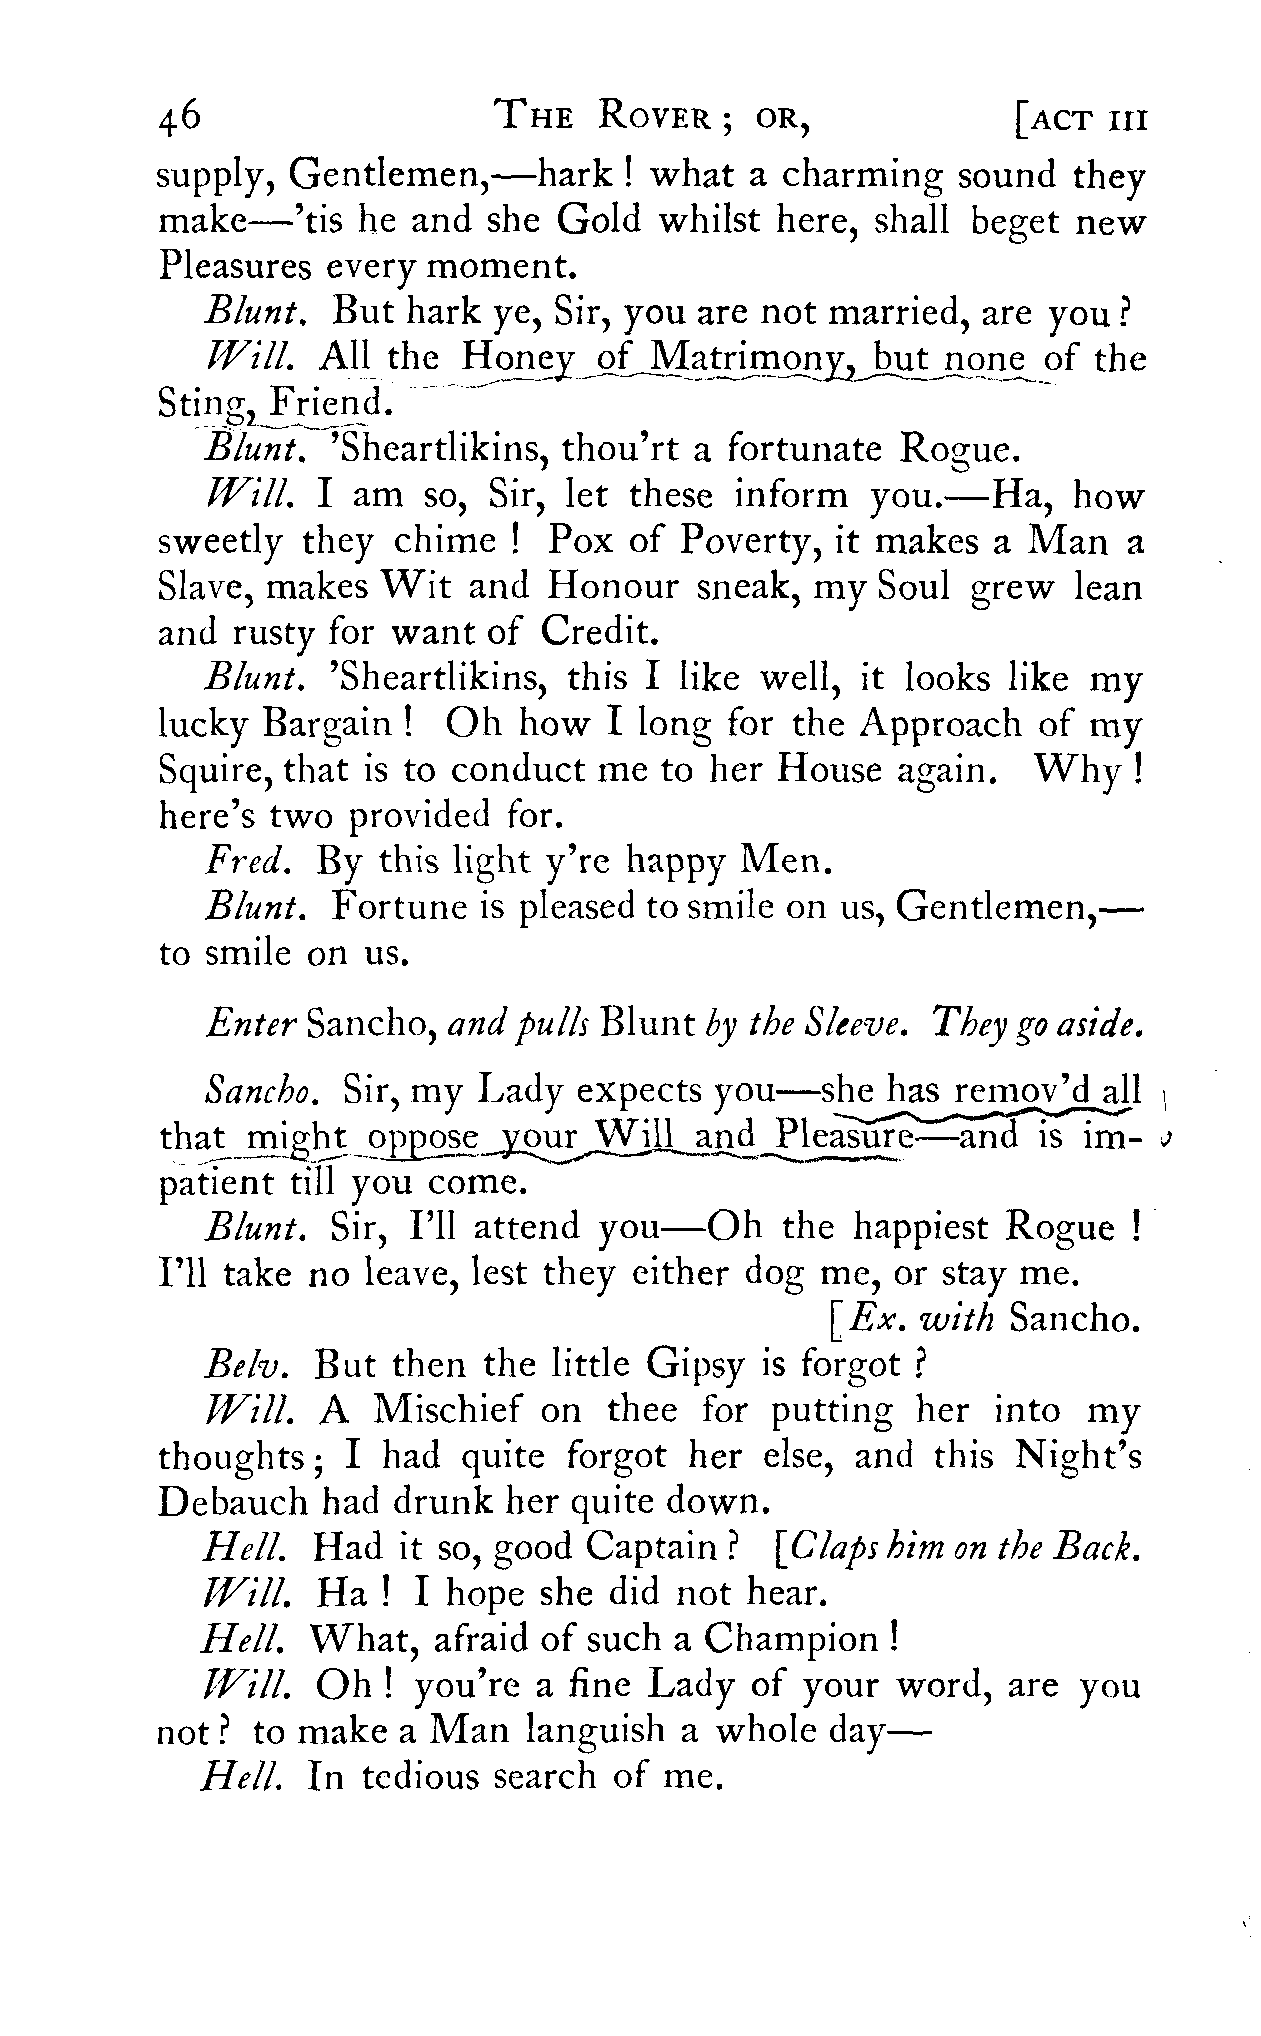 46 THE ROVER; OR, [ACT III
supply, Gentlemen,—hark! what a charming sound they
make—'tis he and she Gold whilst here, shall beget new
Pleasures every moment.
Blunt. But hark ye, Sir, you are not married, are you?
Will. All the Honey of Matrimony, but none of the
Sting, Friend.
Blunt. 'Sheartlikins, thou'rt a fortunate Rogue.
Will. I am so, Sir, let these inform you.—Ha, how
sweetly they chime! Pox of Poverty, it makes a Man a
Slave, makes Wit and Honour sneak, my Soul grew lean
and rusty for want of Credit.
Blunt. 'Sheartlikins, this I like well, it looks like my
lucky Bargain! Oh how I long for the Approach of my
Squire, that is to conduct me to her House again. Why!
here's two provided for.
Fred. By this light y're happy Men.
Blunt. Fortune is pleased to smile on us, Gentlemen,—
to smile on us.
Enter Sancho, and pulls Blunt by the Sleeve. They go aside.
Sancho. Sir, my Lady expects you—she has remov'd all
that might oppose your Will and Pleasure—and is im-
patient till you come.
Blunt. Sir, I'll attend you—Oh the happiest Rogue!
I'll take no leave, lest they either dog me, or stay me.
[Ex. with Sancho.
Belv. But then the little Gipsy is forgot?
Will. A Mischief on thee for putting her into my
thoughts; I had quite forgot her else, and this Night's
Debauch had drunk her quite down.
Hell. Had it so, good Captain? [Claps him on the Back.
Will. Ha! I hope she did not hear.
Hell. What, afraid of such a Champion!
Will. Oh! you're a fine Lady of your word, are you
not? to make a Man languish a whole day—
Hell. In tedious search of me.